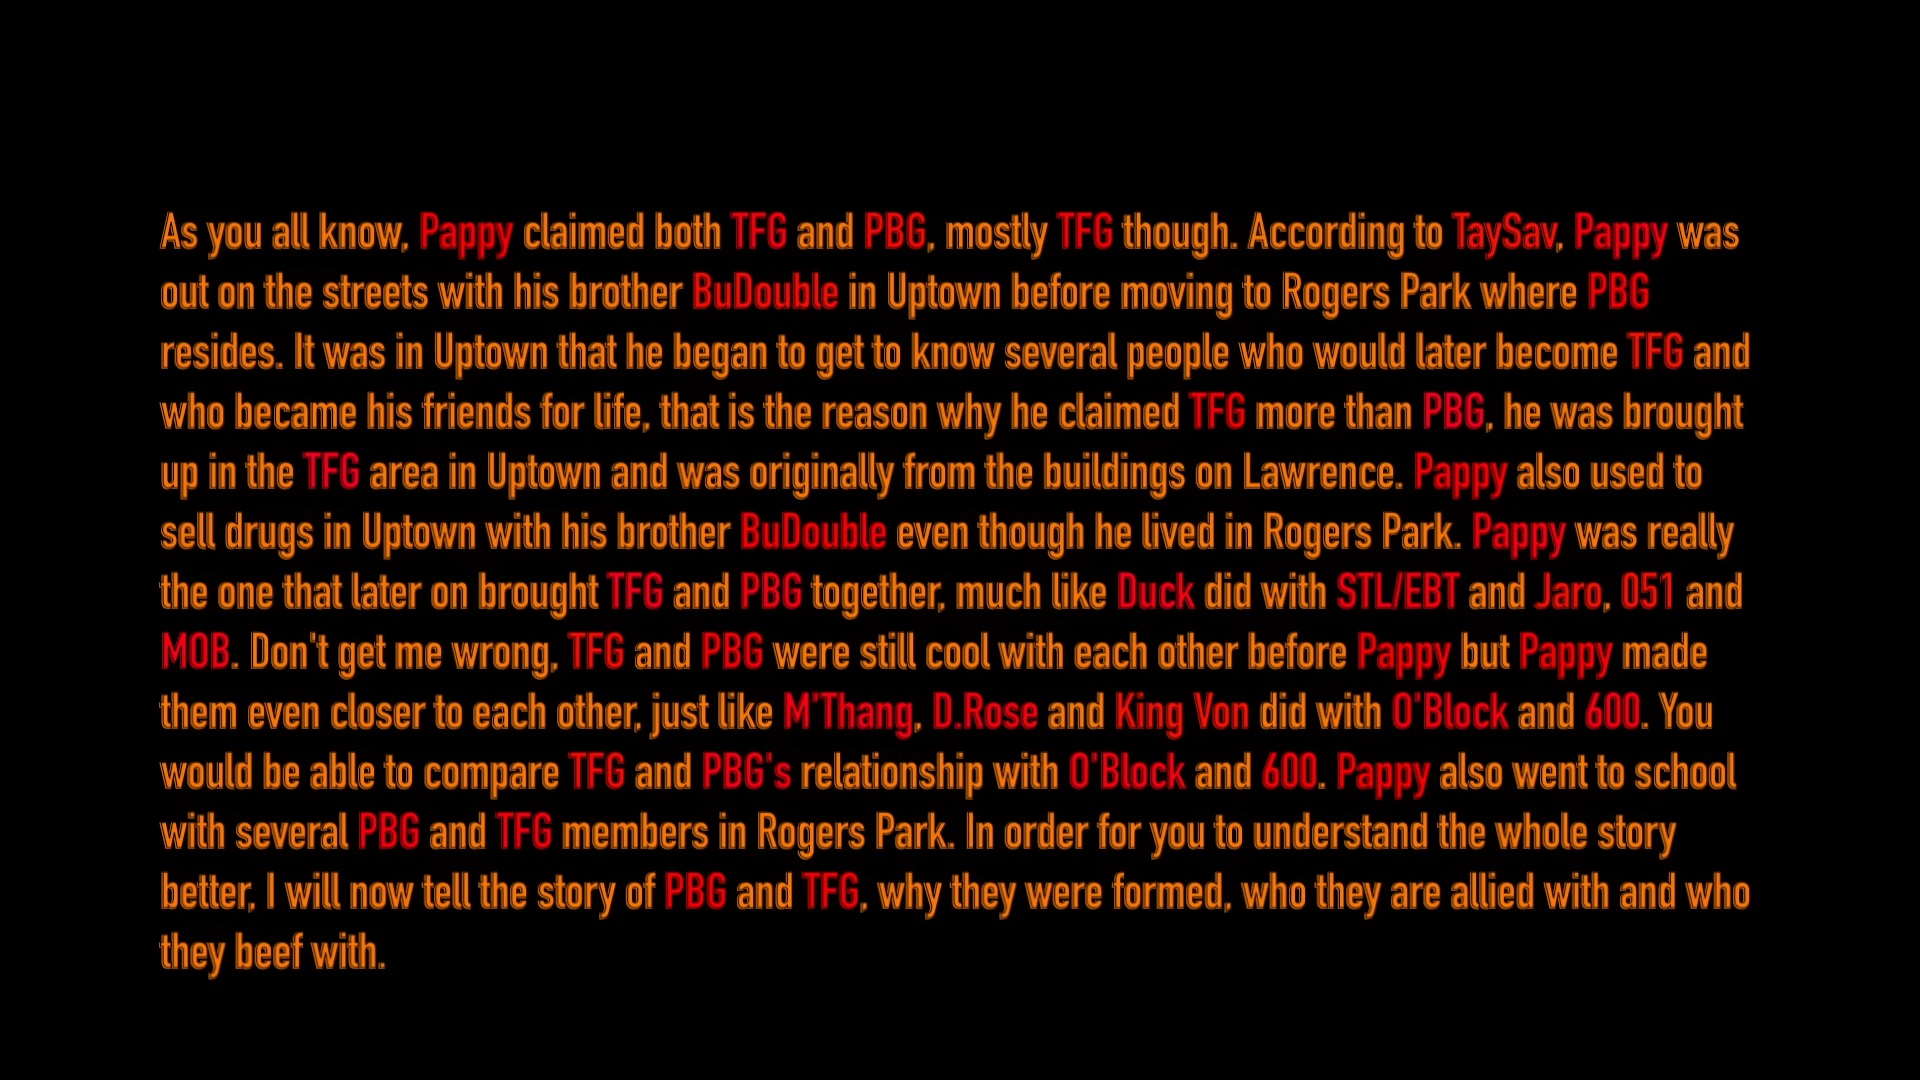 As you all know, Pappy claimed both TFG and PBG, mostly TFG though. According to TaySav, Pappy was
out on the streets with his brother BuDouble in Uptown before moving to Rogers Park where PBG
resides. It was in Uptown that he began to get to know several people who would later become TFG and
who became his friends for life, that is the reason why he claimed TFG more than PBG, he was brought
up in the TFG area in Uptown and was originally from the buildings on Lawrence. Pappy also used to
sell drugs in Uptown with his brother BuDouble even though he lived in Rogers Park. Pappy was really
the one that later on brought TFG and PBG together, much like Duck did with STL/EBT and Jaro, 051 and
MOB. Don't get me wrong, TFG and PBG were still cool with each other before Pappy but Pappy made
them even closer to each other, just like M'Thang, D.Rose and King Von did with O'Block and 600. You
would be able to compare TFG and PBG's relationship with O'Block and 600. Pappy also went to school
with several PBG and TFG members in Rogers Park. In order for you to understand the whole story
better, I will now tell the story of PBG and TFG, why they were formed, who they are allied with and who
they beef with.